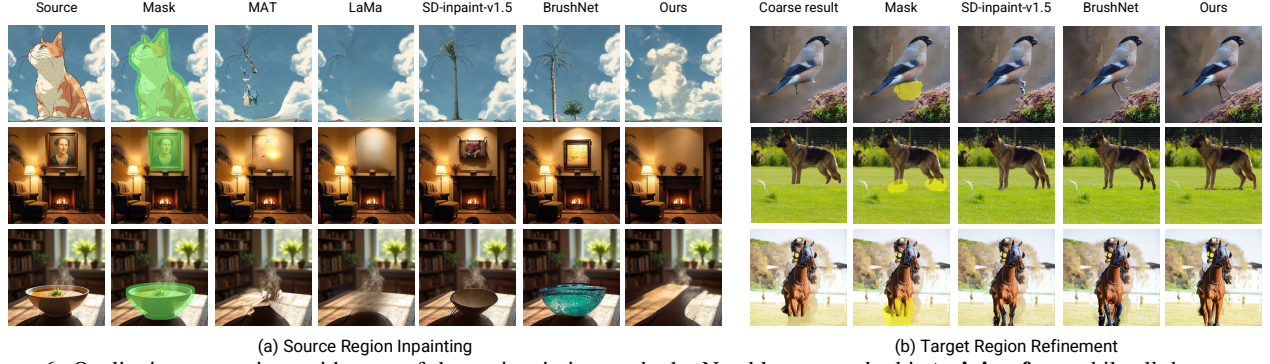 Source Mask MAT LaMa SD-inpaint-v1.5 BrushNet Ours
Coarse result Mask SD-inpaint-v1.5 BrushNet Ours
(a) Source Region Inpainting
(b) Target Region Refinement